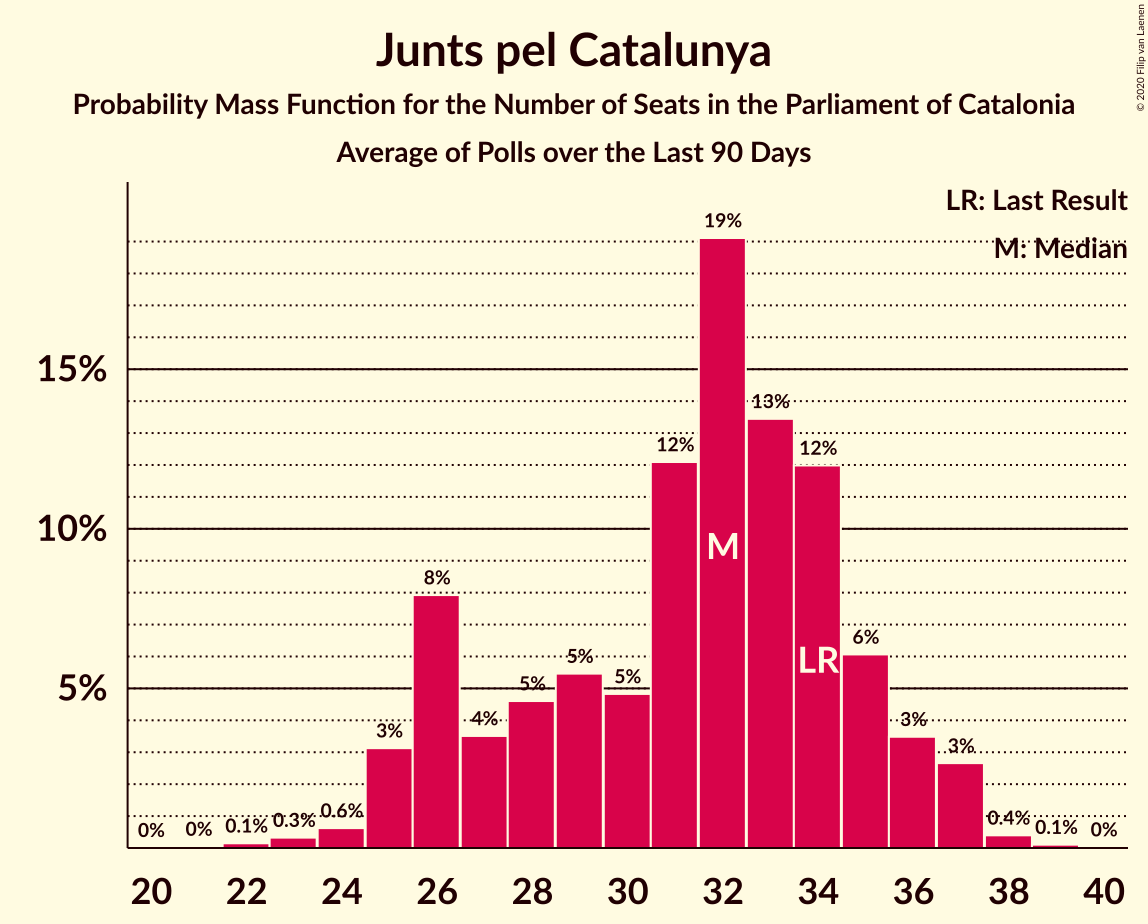 Junts pel Catalunya
Probability Mass Function for the Number of Seats in the Parliament of Catalonia
Average of Polls over the Last 90 Days
© 2020 Filip van Laenen
LR: Last Result
M: Median
15%
10%
5%
0%
0%
0.1%
0.3%
0.6%
3%
8%
4%
5%
5%
5%
12%
19%
13%
12%
6%
3%
3%
0.4%
0.1%
0%
M
LR
20 22 24 26 28 30 32 34 36 38 40